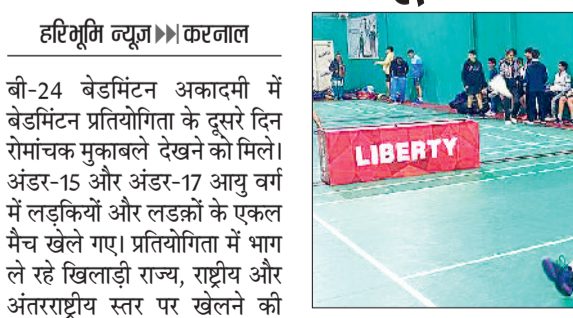 हरिभूमि न्यूज़ ▶▶| करनाल
बी-24 बेडमिंटन अकादमी में
बेडमिंटन प्रतियोगिता के दूसरे दिन
रोमांचक मुकाबले देखने को मिले।
अंडर-15 और अंडर-17 आयु वर्ग
में लड़कियों और लडक़ों के एकल
मैच खेले गए। प्रतियोगिता में भाग
ले रहे खिलाड़ी राज्य, राष्ट्रीय और
अंतरराष्ट्रीय स्तर पर खेलने की
LIBERTY